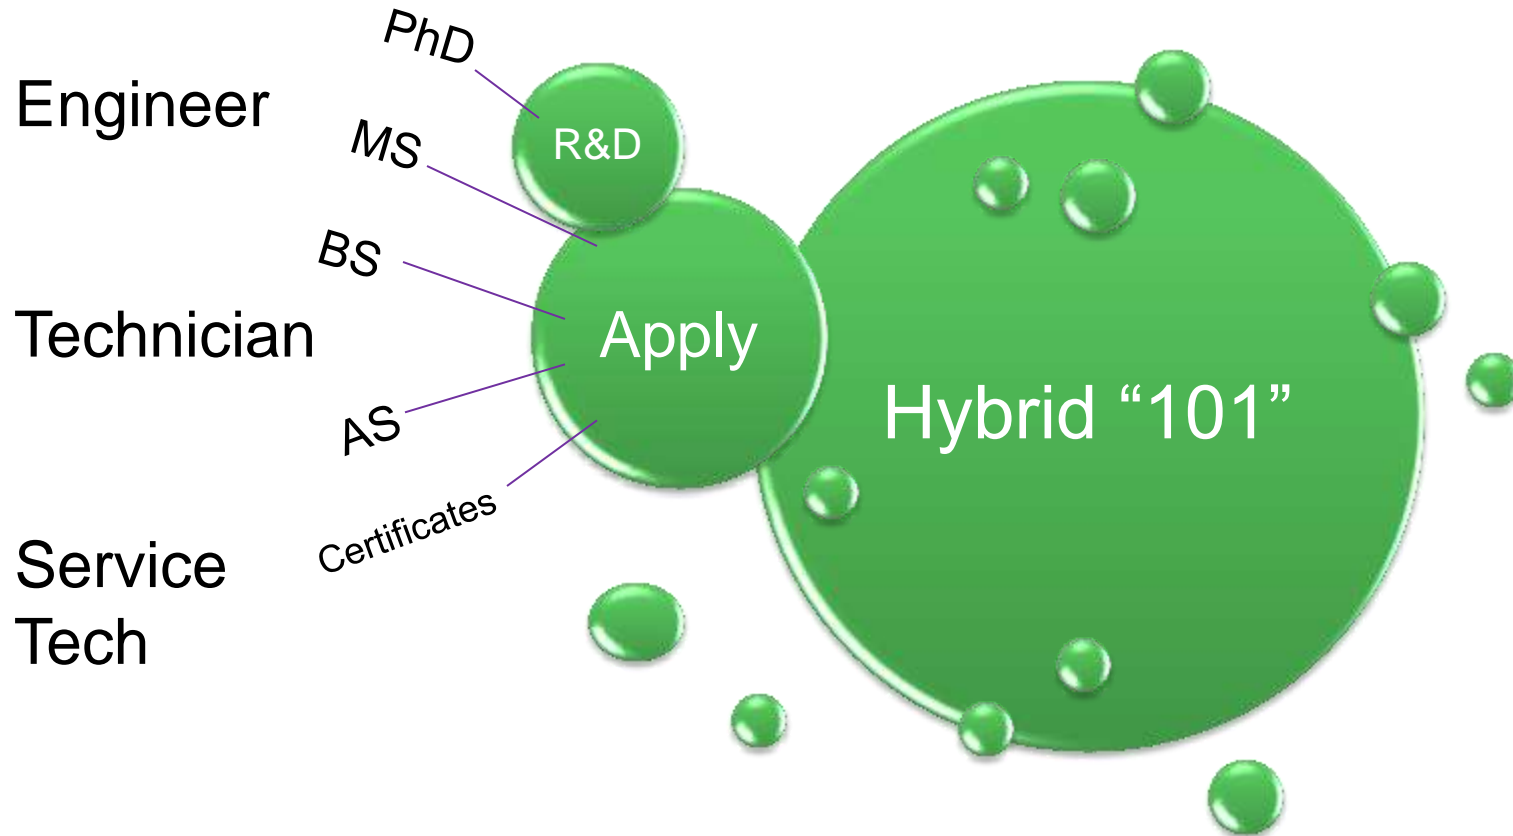 PhD
Engineer
R&D
MS
BS
Technician
Apply
Hybrid “101”
AS
Certificates
Service
Tech